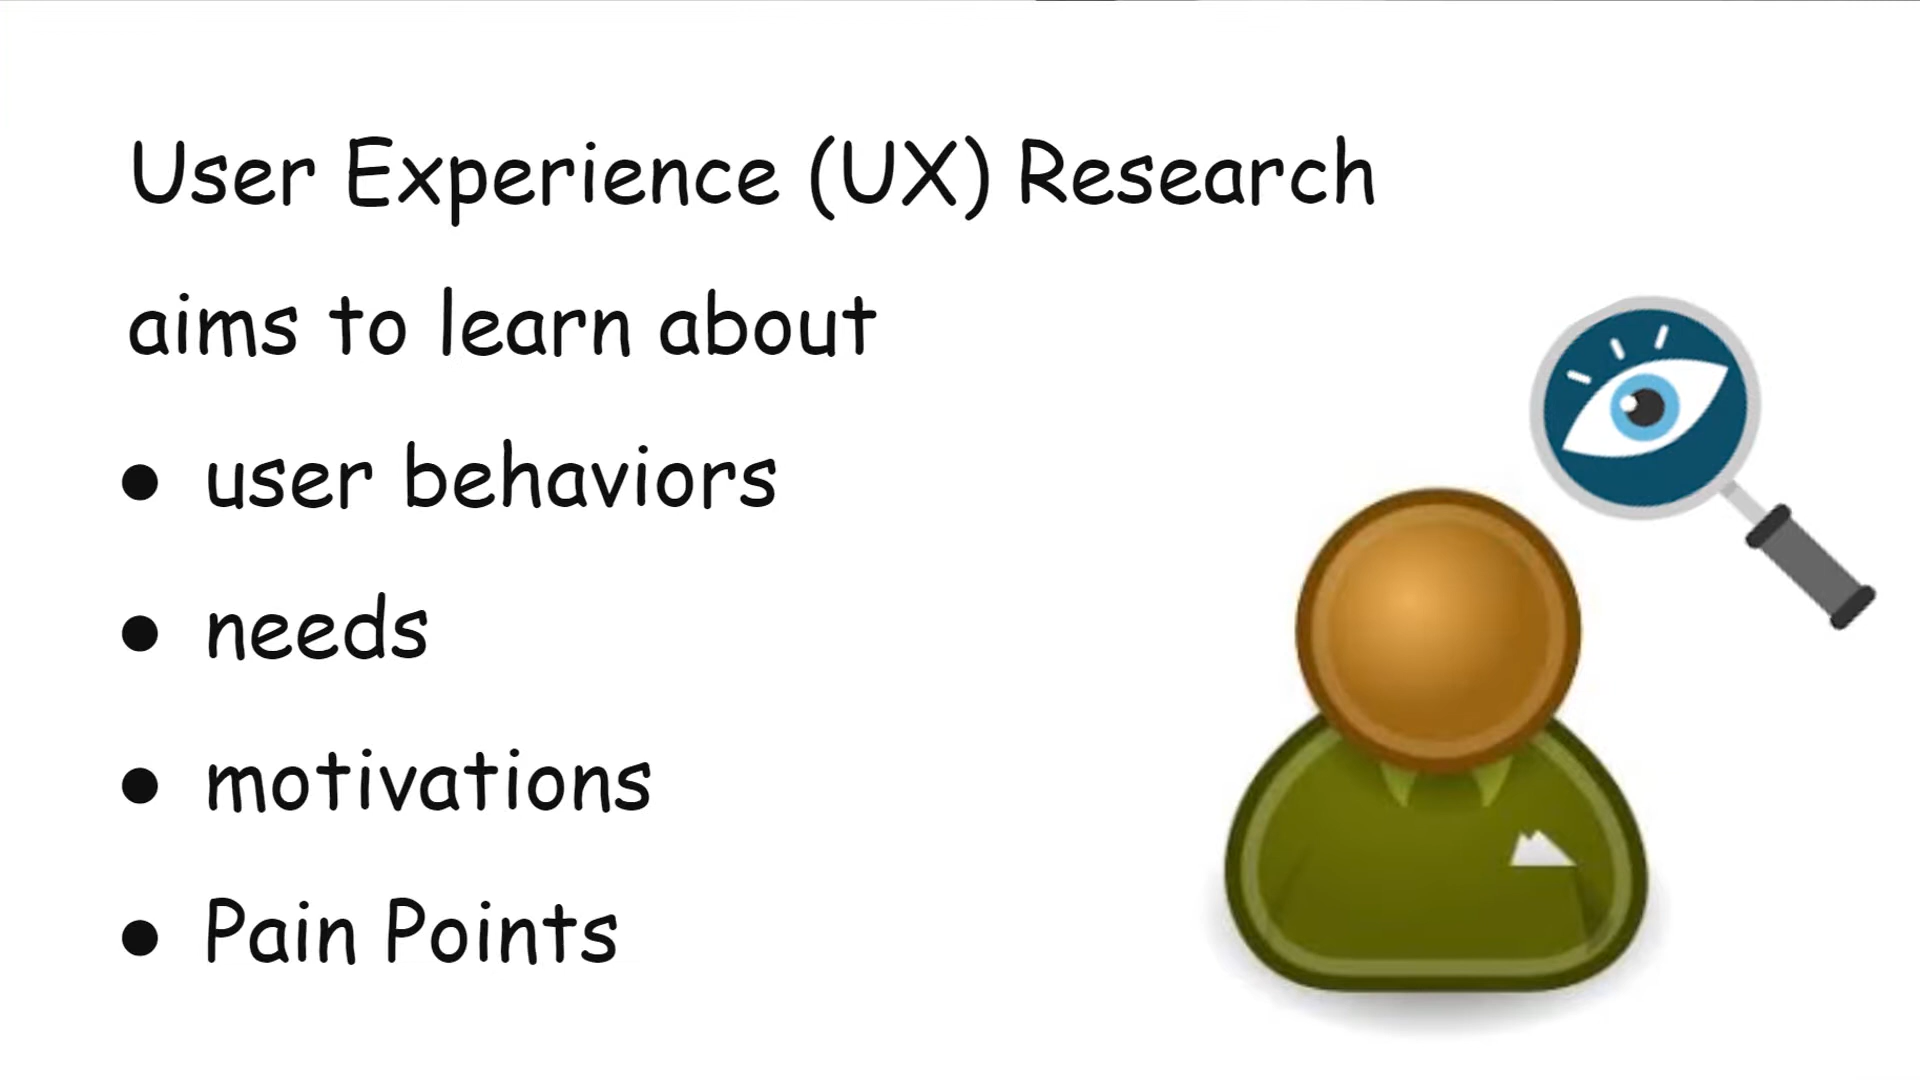 User Experience (UX) Research
aims to learn about
● user behaviors
● needs
● motivations
● Pain Points